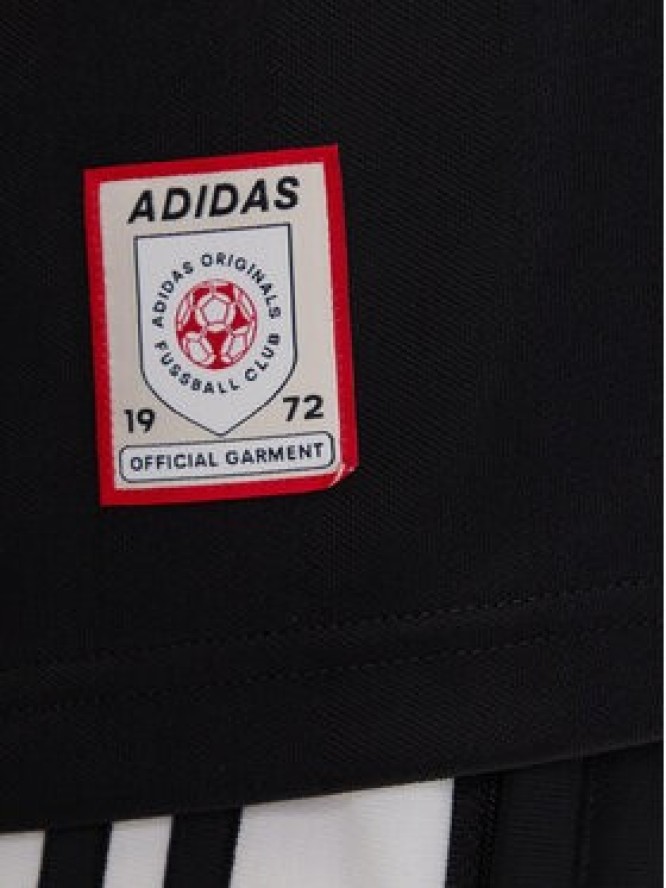 ADIDAS
ADIDAS ORIGINALS
FUSSBALL CLUB
19 72
OFFICIAL GARMENT